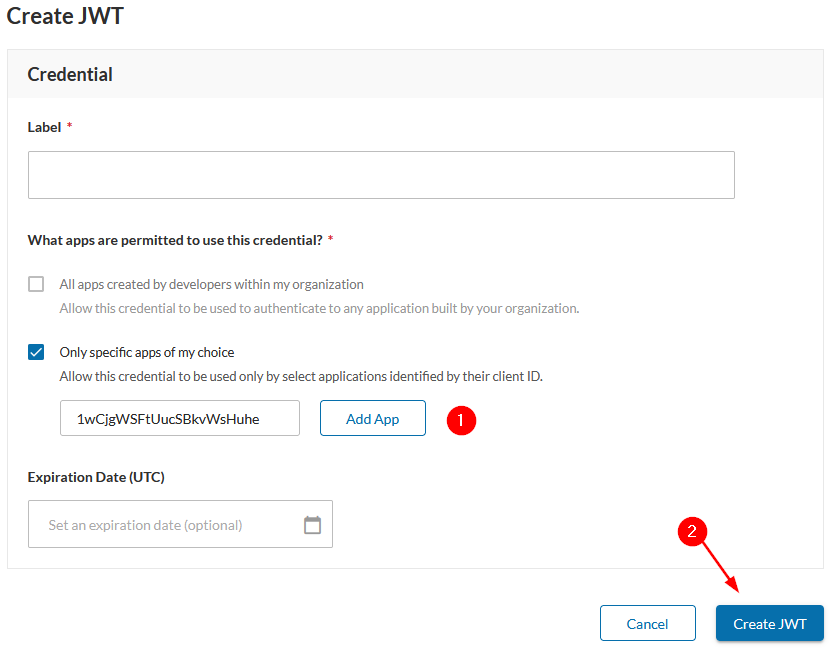 Create JWT
Credential
Label *
What apps are permitted to use this credential? *
All apps created by developers within my organization
Allow this credential to be used to authenticate to any application built by your organization.
Only specific apps of my choice
Allow this credential to be used only by select applications identified by their client ID.
1wCjgWSFtUucSBkvWsHuhe Add App 1
Expiration Date (UTC)
Set an expiration date (optional)
2
Cancel Create JWT